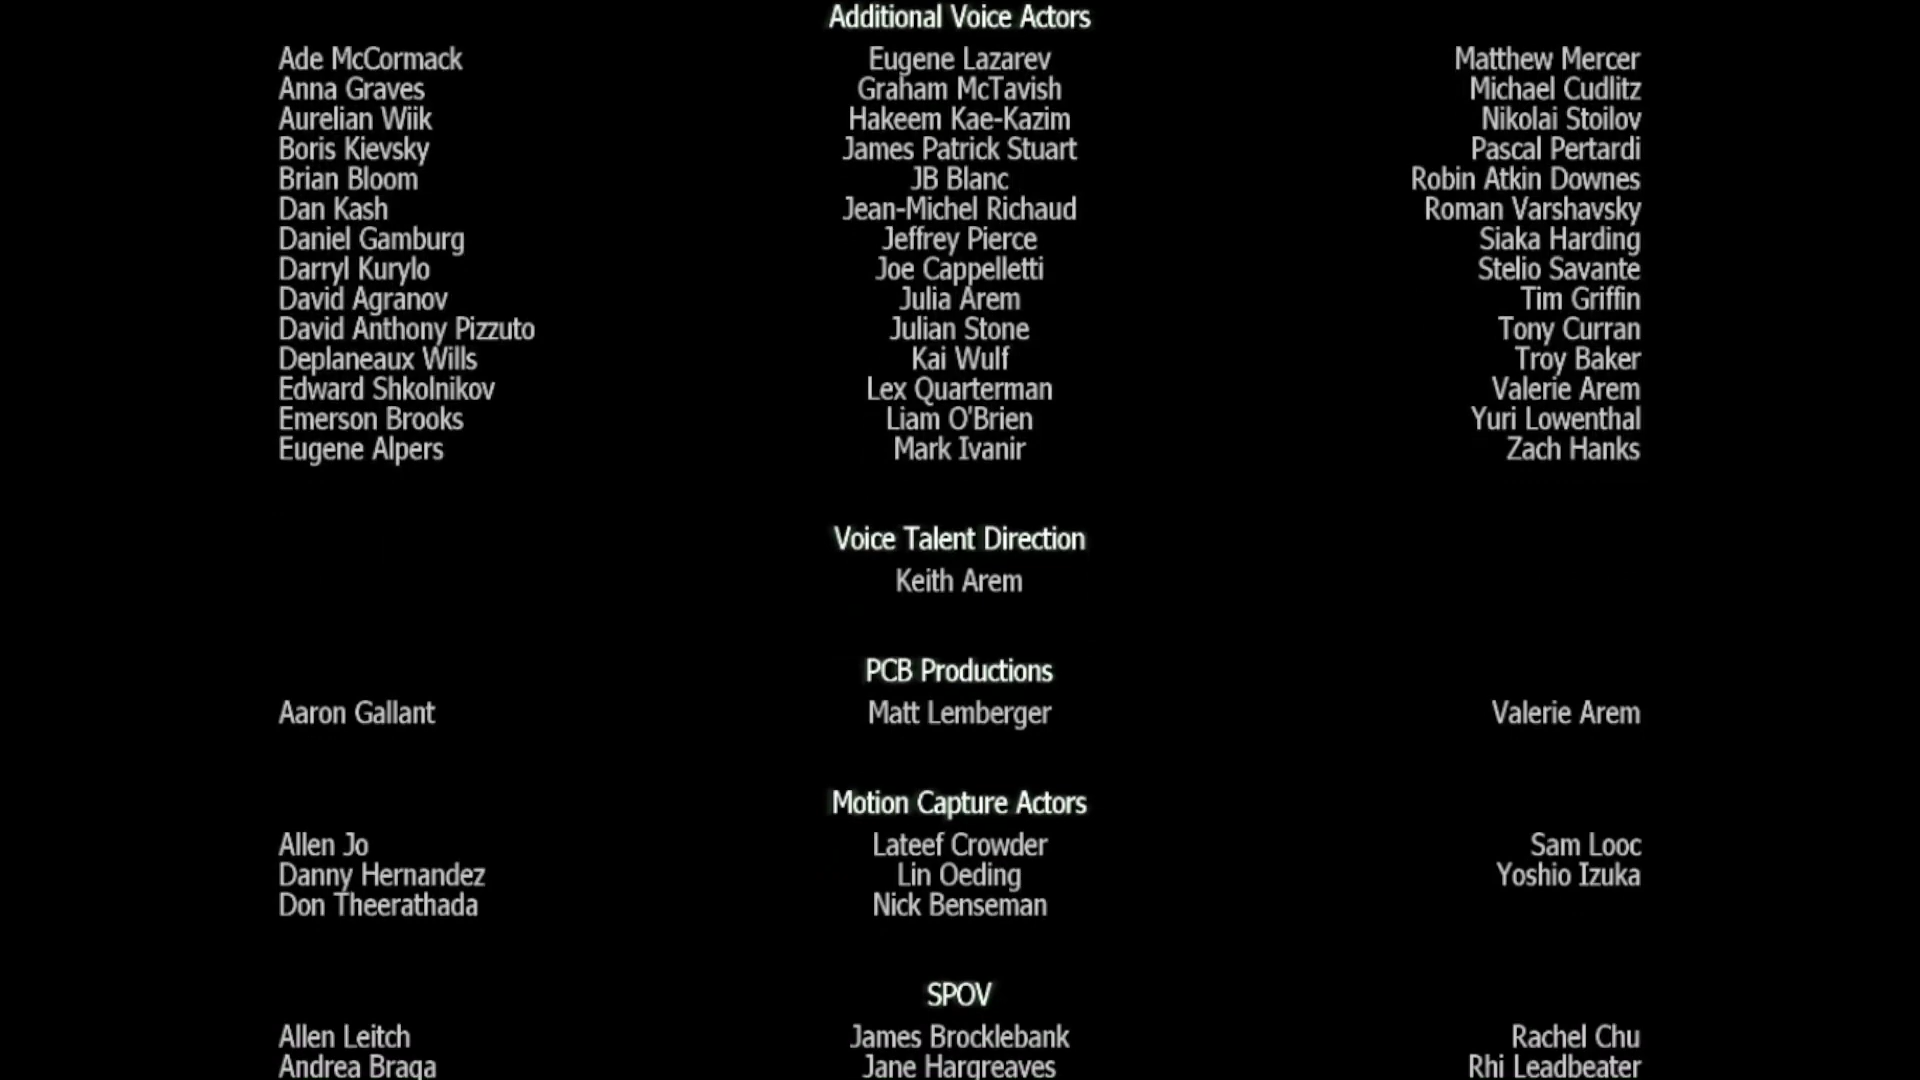 Additional Voice Actors
Ade McCormack Eugene Lazarev Matthew Mercer
Anna Graves Graham McTavish Michael Cudlitz
Aurelian Wiik Hakeem Kae-Kazim Nikolai Stoilov
Boris Kievsky James Patrick Stuart Pascal Pertardi
Brian Bloom JB Blanc Robin Atkin Downes
Dan Kash Jean-Michel Richaud Roman Varshavsky
Daniel Gamburg Jeffrey Pierce Siaka Harding
Darryl Kurylo Joe Cappelletti Stelio Savante
David Agranov Julia Arem Tim Griffin
David Anthony Pizzuto Julian Stone Tony Curran
Deplaneaux Wills Kai Wulf Troy Baker
Edward Shkolnikov Lex Quarterman Valerie Arem
Emerson Brooks Liam O'Brien Yuri Lowenthal
Eugene Alpers Mark Ivanir Zach Hanks
Voice Talent Direction
Keith Arem
PCB Productions
Aaron Gallant Matt Lemberger Valerie Arem
Motion Capture Actors
Allen Jo Lateef Crowder Sam Looc
Danny Hernandez Lin Oeding Yoshio Izuka
Don Theerathada Nick Benseman
SPOV
Allen Leitch James Brocklebank Rachel Chu
Andrea Braga Jane Hargreaves Rhi Leadbeater